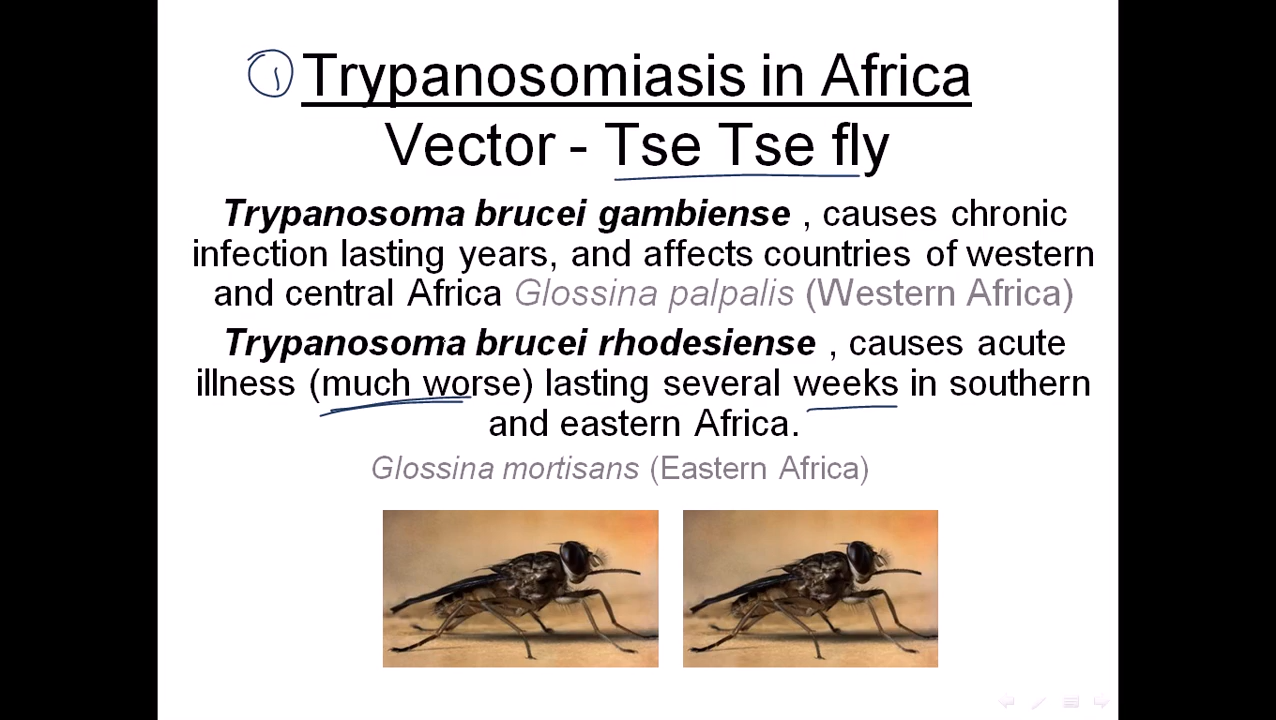 ① Trypanosomiasis in Africa
Vector - Tse Tse fly
Trypanosoma brucei gambiense , causes chronic
infection lasting years, and affects countries of western
and central Africa Glossina palpalis (Western Africa)
Trypanosoma brucei rhodesiense , causes acute
illness (much worse) lasting several weeks in southern
and eastern Africa.
Glossina mortisans (Eastern Africa)